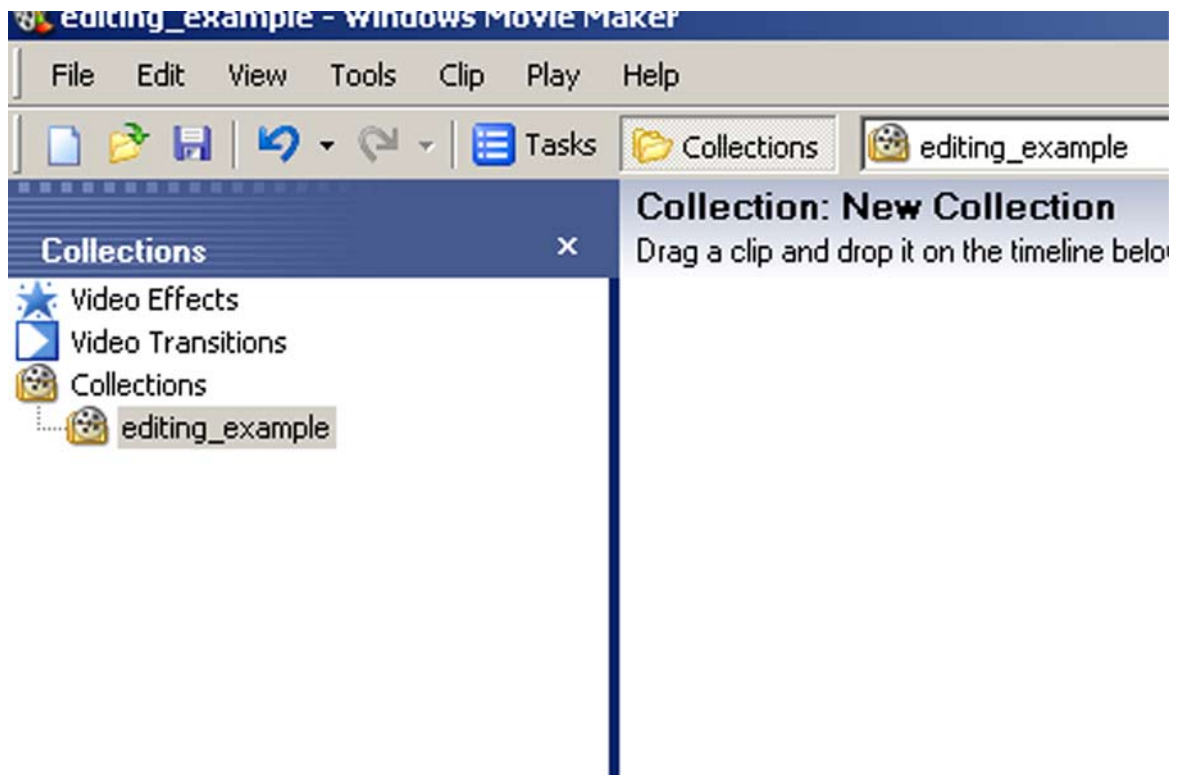 editing_example - Windows Movie Maker
File Edit View Tools Clip Play Help
Tasks Collections editing_example
Collections
Video Effects
Video Transitions
Collections
editing_example
Collection: New Collection
Drag a clip and drop it on the timeline